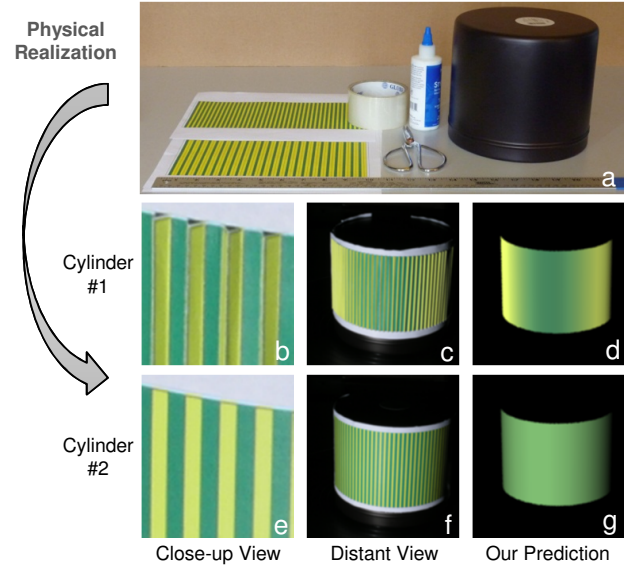 Physical
Realization
a
Cylinder
#1
b
c
d
Cylinder
#2
e
f
g
Close-up View
Distant View
Our Prediction